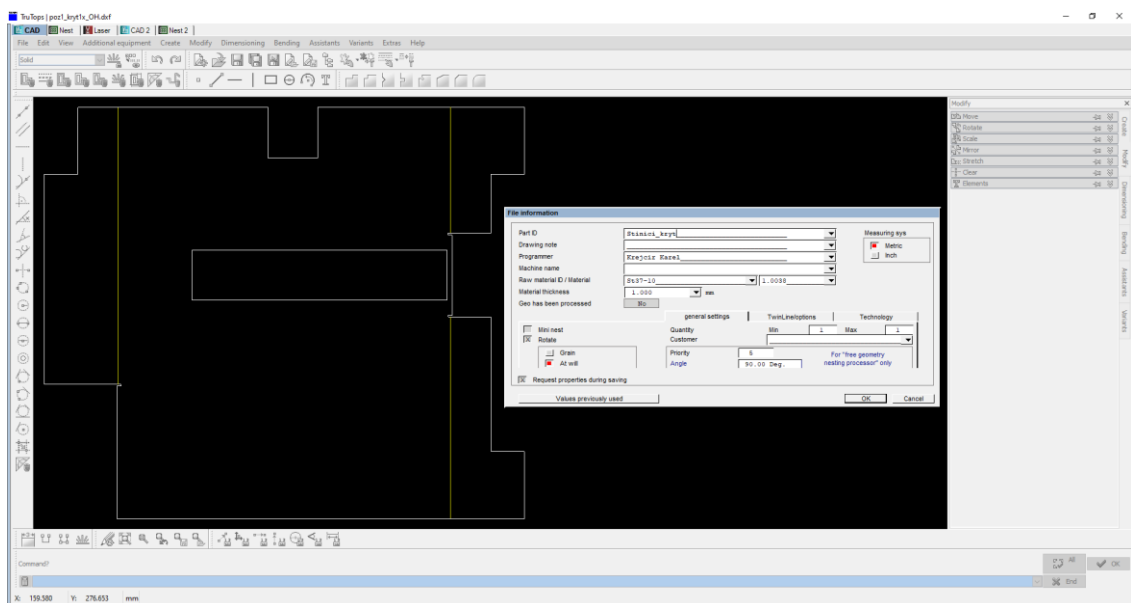 TruTops | poz1_kryt1x_OH.dxf
CAD Nest Laser CAD 2 Nest 2
File Edit View Additional equipment Create Modify Dimensioning Bending Assistants Variants Extras Help
Solid
Modify
Move
Rotate
Scale
Mirror
Stretch
Clear
Elements
Create
Modify
Dimensioning
Bending
Assistants
Variants
File information
Part ID Stinici_kryt Measuring sys
Drawing note Metric
Programmer Krejcir Karel Inch
Machine name
Raw material ID / Material St37-10 1.0038
Material thickness 1.000 mm
Geo has been processed No
general settings TwinLine/options Technology
Mini nest Quantity Min 1 Max 1
Rotate Customer
Grain Priority 5 For "free geometry
At will Angle 90.00 Deg. nesting processor" only
Request properties during saving
Values previously used OK Cancel
Command?
All OK
End
X: 159.580 Y: 276.653 mm